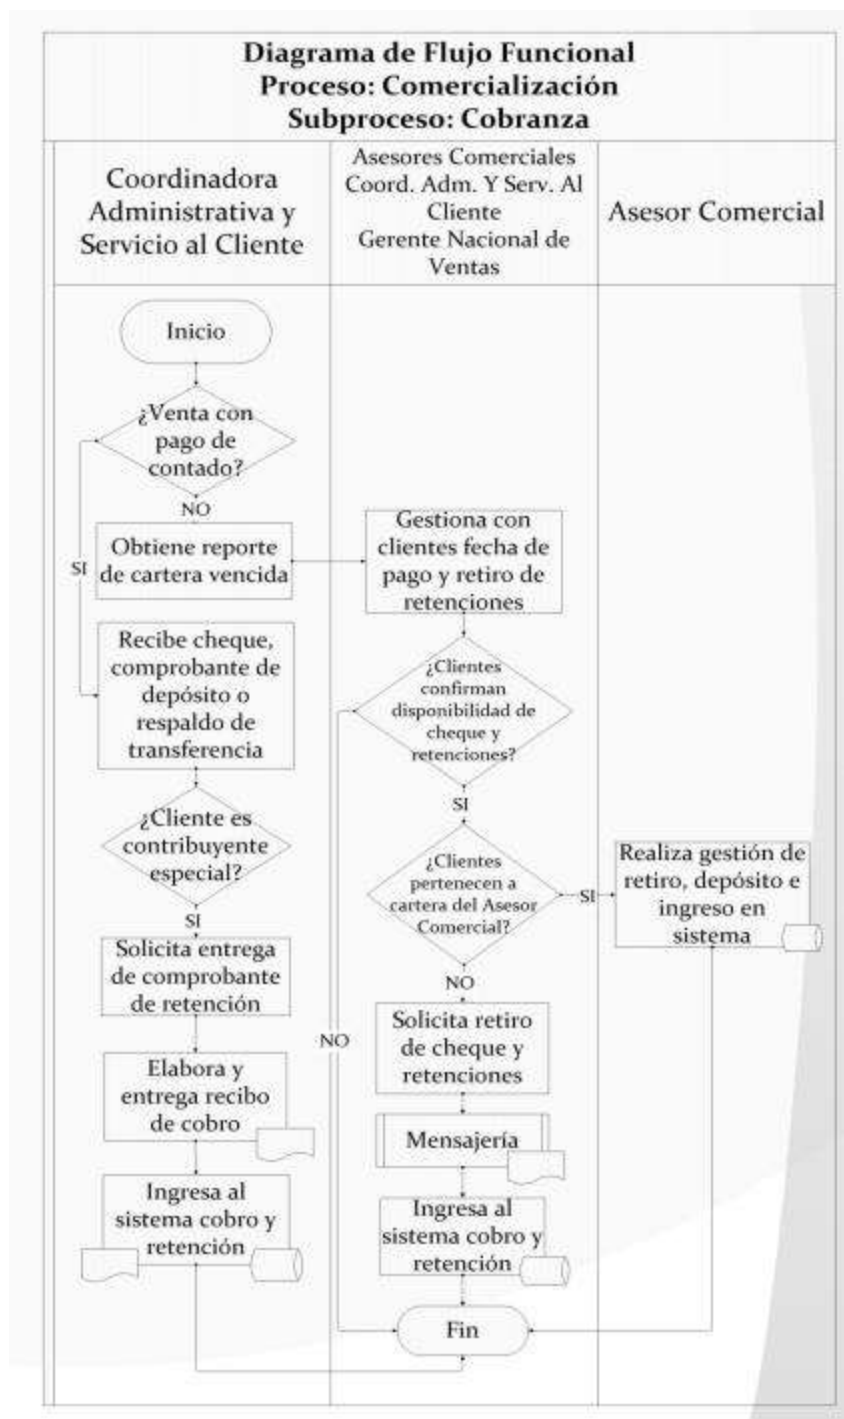 Diagrama de Flujo Funcional
Proceso: Comercialización
Subproceso: Cobranza
Coordinadora
Administrativa y
Servicio al Cliente
Asesores Comerciales
Coord. Adm. Y Serv. Al
Cliente
Gerente Nacional de
Ventas
Asesor Comercial
Inicio
¿Venta con
pago de
contado?
NO
SI
Obtiene reporte
de cartera vencida
Recibe cheque,
comprobante de
depósito o
respaldo de
transferencia
¿Cliente es
contribuyente
especial?
SI
Solicita entrega
de comprobante
de retención
Elabora y
entrega recibo
de cobro
Ingresa al
sistema cobro y
retención
Gestiona con
clientes fecha de
pago y retiro de
retenciones
¿Clientes
confirman
disponibilidad de
cheque y
retenciones?
NO
SI
¿Clientes
pertenecen a
cartera del Asesor
Comercial?
SI
NO
Solicita retiro
de cheque y
retenciones
Mensajería
Ingresa al
sistema cobro y
retención
Fin
Realiza gestión de
retiro, depósito e
ingreso en
sistema